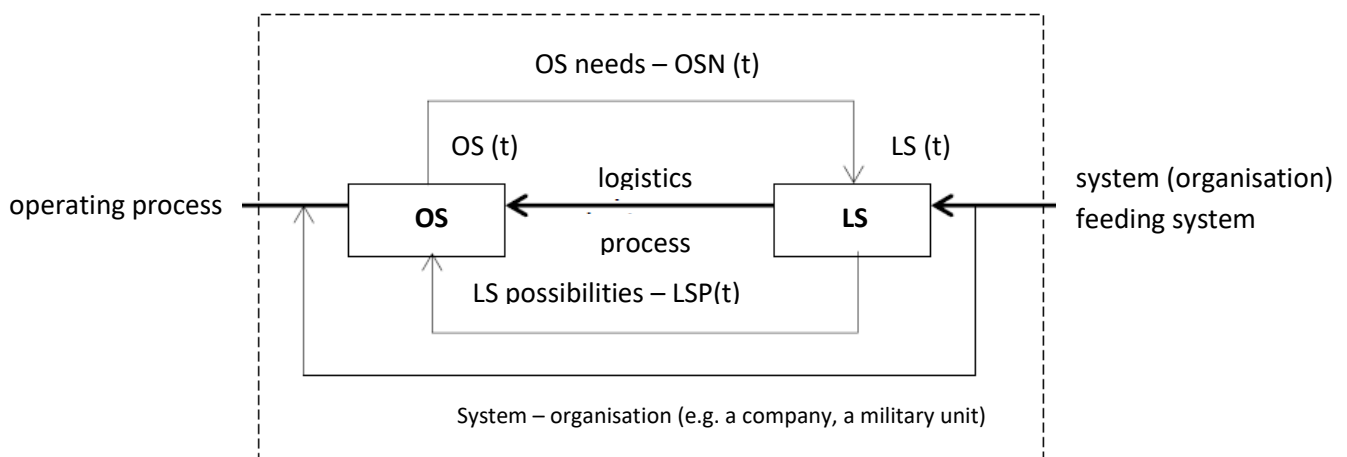 OS needs – OSN (t)
OS (t)
LS (t)
operating process
OS
logistics
process
LS
system (organisation)
feeding system
LS possibilities – LSP(t)
System – organisation (e.g. a company, a military unit)